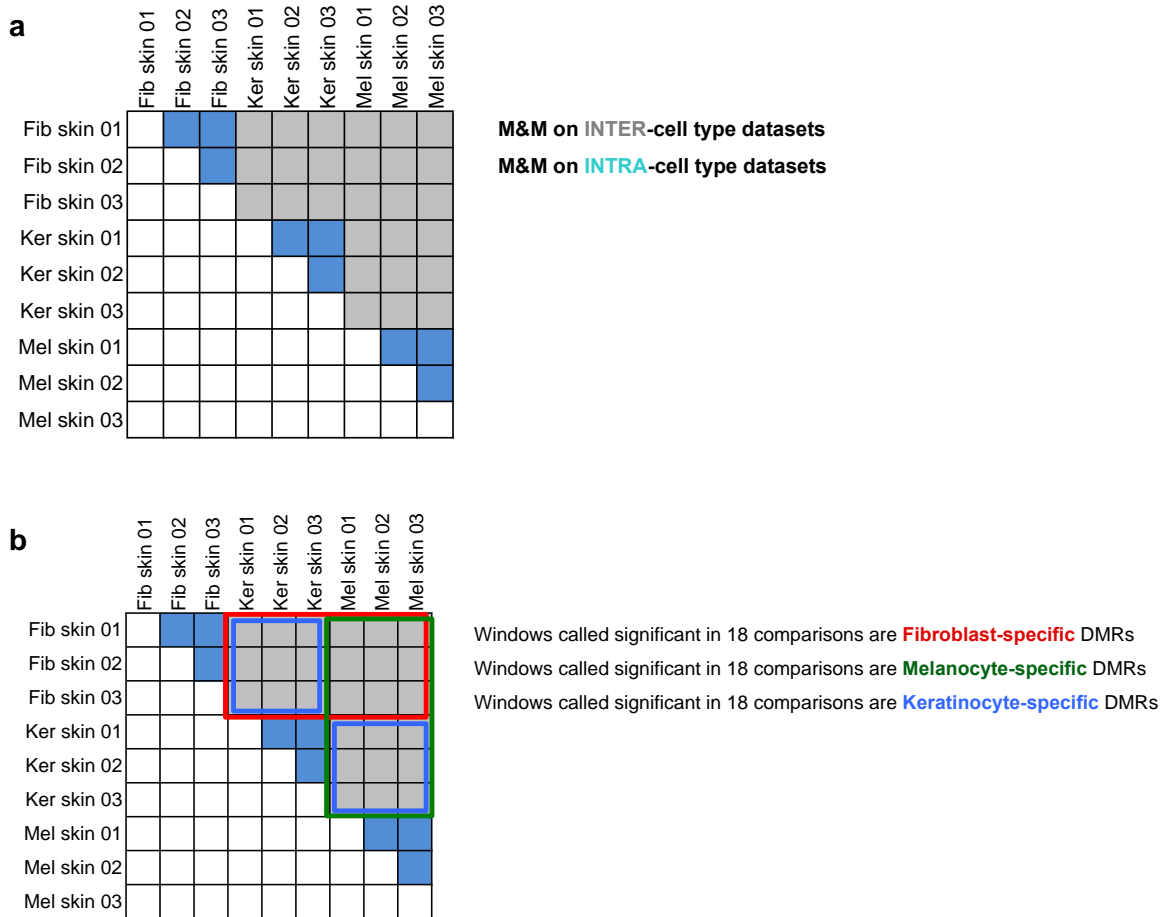 a
Fib skin 01
Fib skin 02
Fib skin 03
Ker skin 01
Ker skin 02
Ker skin 03
Mel skin 01
Mel skin 02
Mel skin 03
Fib skin 01
Fib skin 02
Fib skin 03
Ker skin 01
Ker skin 02
Ker skin 03
Mel skin 01
Mel skin 02
Mel skin 03
M&M on INTER-cell type datasets
M&M on INTRA-cell type datasets
b
Fib skin 01
Fib skin 02
Fib skin 03
Ker skin 01
Ker skin 02
Ker skin 03
Mel skin 01
Mel skin 02
Mel skin 03
Fib skin 01
Fib skin 02
Fib skin 03
Ker skin 01
Ker skin 02
Ker skin 03
Mel skin 01
Mel skin 02
Mel skin 03
Windows called significant in 18 comparisons are Fibroblast-specific DMRs
Windows called significant in 18 comparisons are Melanocyte-specific DMRs
Windows called significant in 18 comparisons are Keratinocyte-specific DMRs